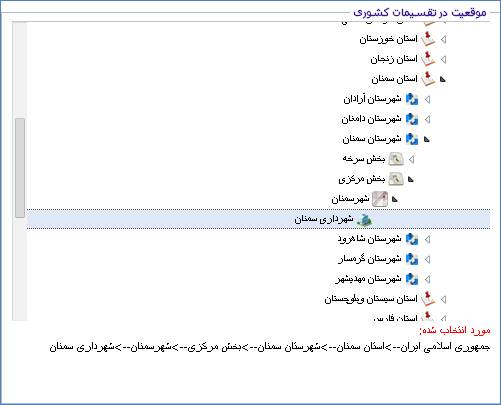 موقعیت در تقسیمات کشوری
استان خوزستان
استان زنجان
استان سمنان
شهرستان آرادان
شهرستان دامغان
شهرستان سمنان
بخش سرخه
بخش مرکزی
شهرسمنان
شهرداری سمنان
شهرستان شاهرود
شهرستان گرمسار
شهرستان مهدیشهر
استان سیستان وبلوچستان
استان فارس
مورد انتخاب شده:
جمهوری اسلامی ایران-->استان سمنان-->شهرستان سمنان-->بخش مرکزی-->شهرسمنان-->شهرداری سمنان